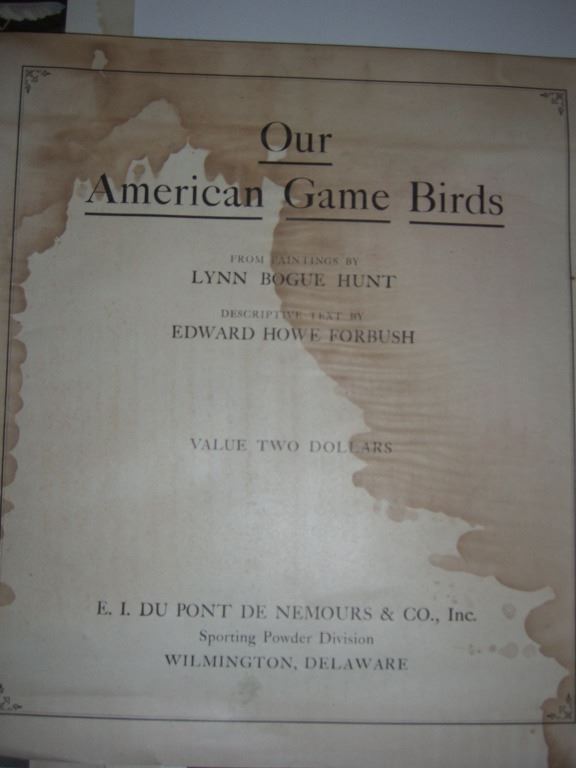 Our
American Game Birds
FROM PAINTINGS BY
LYNN BOGUE HUNT
DESCRIPTIVE TEXT BY
EDWARD HOWE FORBUSH
VALUE TWO DOLLARS
E. I. DU PONT DE NEMOURS & CO., Inc.
Sporting Powder Division
WILMINGTON, DELAWARE